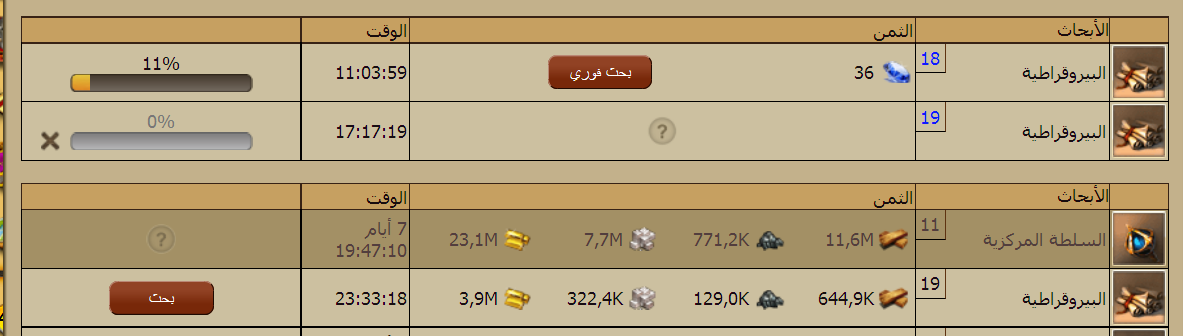 الأبحاث الثمن الوقت
البيروقراطية 18 36 بحث فوري 11:03:59 11%
البيروقراطية 19 ? 17:17:19 0%
الأبحاث الثمن الوقت
السلطة المركزية 11 11,6M 771,2K 7,7M 23,1M 7 أيام ?
19:47:10
البيروقراطية 19 644,9K 129,0K 322,4K 3,9M 23:33:18 بحث